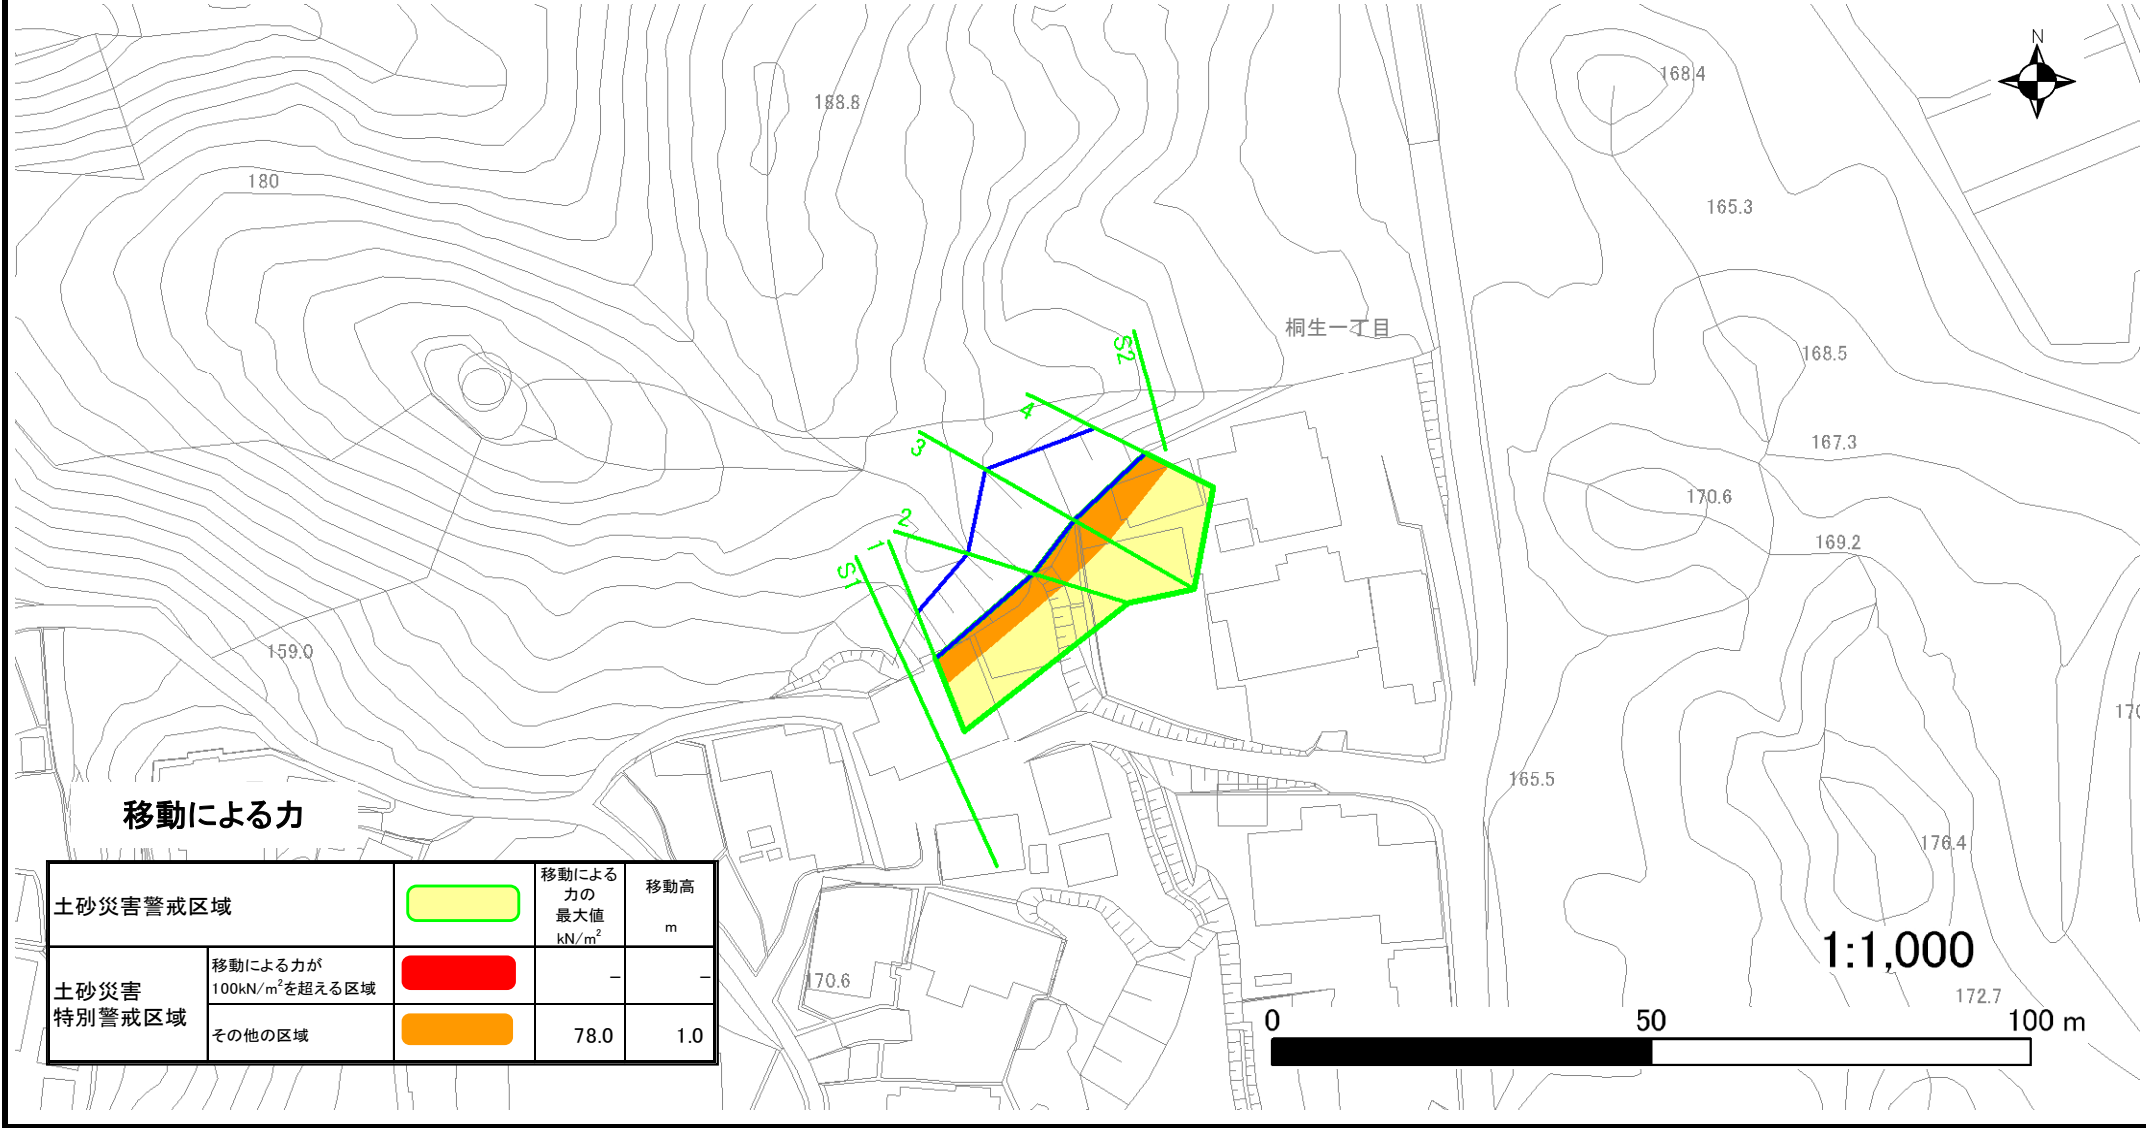 N
188.8
168.4
180
165.3
桐生一丁目
S2
168.5
4
3
167.3
2
170.6
1
169.2
S1
159.0
170
165.5
移動による力
176.4
1:1,000
170.6
172.7
0 50 100 m
土砂災害警戒区域
移動による
力の
最大値
kN/m²
移動高
m
土砂災害
特別警戒区域
移動による力が
100kN/m²を超える区域
－ －
その他の区域
78.0 1.0